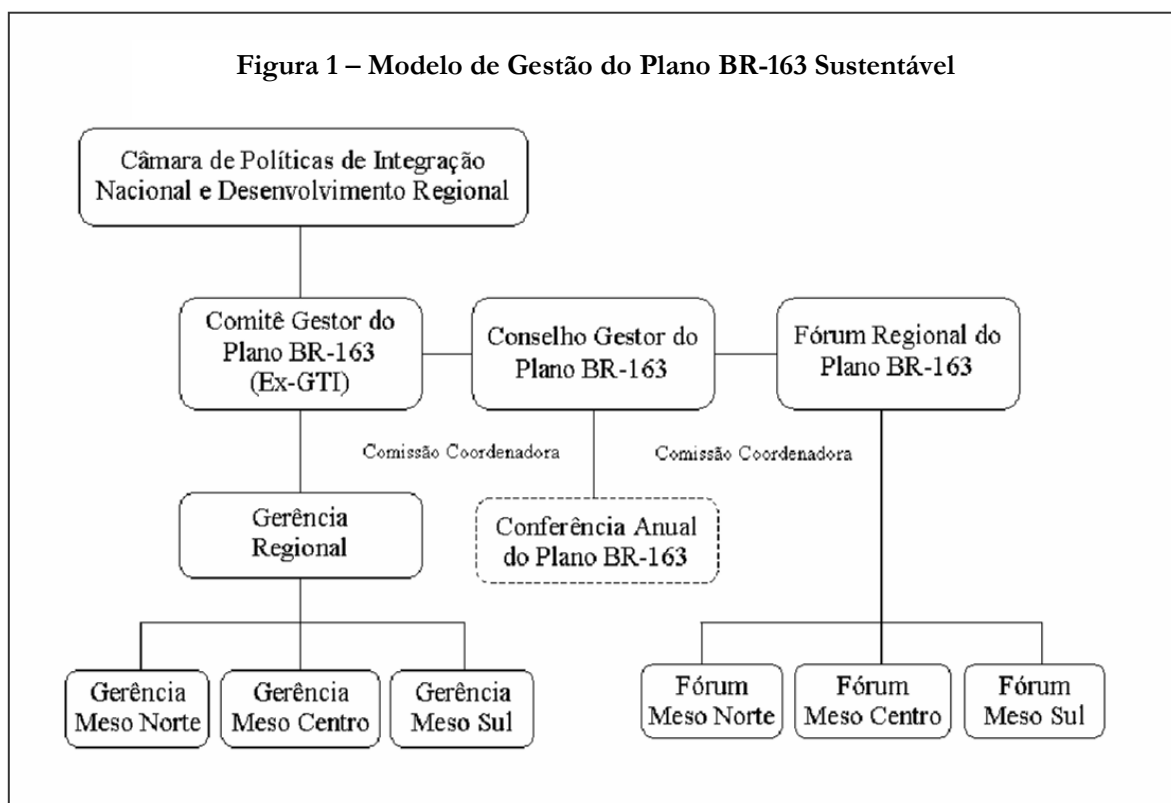 Figura 1 – Modelo de Gestão do Plano BR-163 Sustentável
Câmara de Políticas de Integração
Nacional e Desenvolvimento Regional
Comitê Gestor do
Plano BR-163
(Ex-GTI)
Conselho Gestor do
Plano BR-163
Fórum Regional do
Plano BR-163
Comissão Coordenadora
Comissão Coordenadora
Gerência
Regional
Conferência Anual
do Plano BR-163
Gerência
Meso Norte
Gerência
Meso Centro
Gerência
Meso Sul
Fórum
Meso Norte
Fórum
Meso Centro
Fórum
Meso Sul